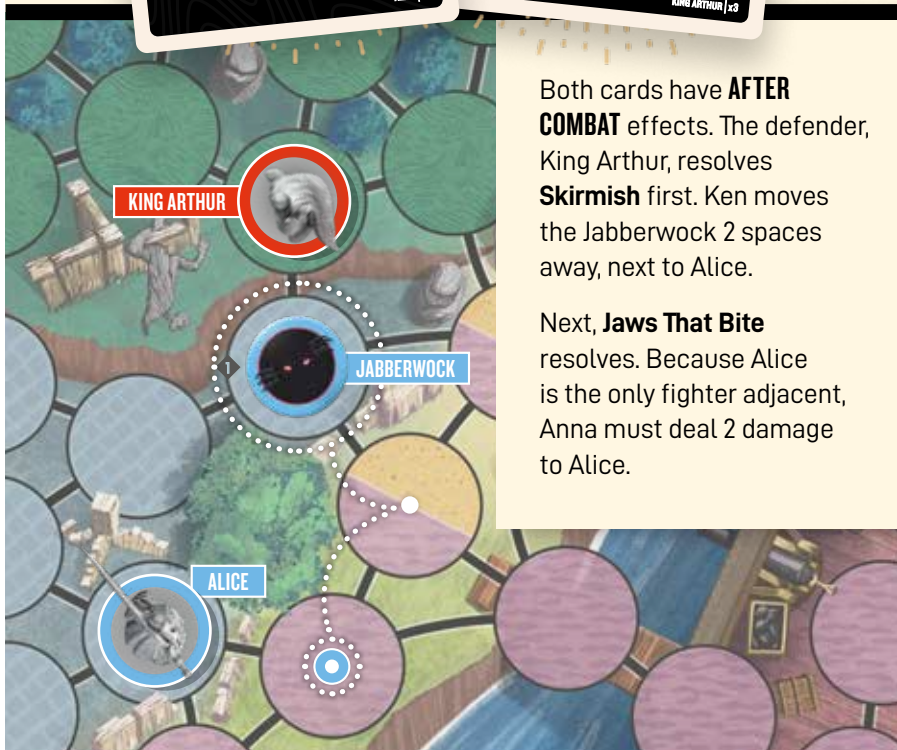 KING ARTHUR | x3
Both cards have AFTER
COMBAT effects. The defender,
King Arthur, resolves
Skirmish first. Ken moves
the Jabberwock 2 spaces
away, next to Alice.
Next, Jaws That Bite
resolves. Because Alice
is the only fighter adjacent,
Anna must deal 2 damage
to Alice.
KING ARTHUR
1
JABBERWOCK
ALICE